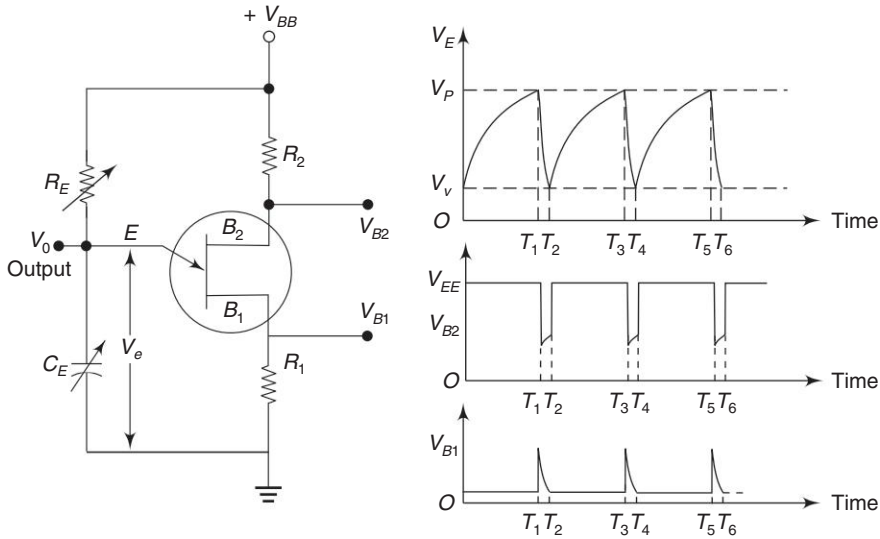 + V_BB
R_2
R_E
V_B2
V_0
Output
E
B_2
B_1
V_B1
C_E
V_e
R_1
V_E
V_P
V_v
O
Time
T_1 T_2
T_3 T_4
T_5 T_6
V_EE
V_B2
O
Time
T_1 T_2
T_3 T_4
T_5 T_6
V_B1
O
Time
T_1 T_2
T_3 T_4
T_5 T_6